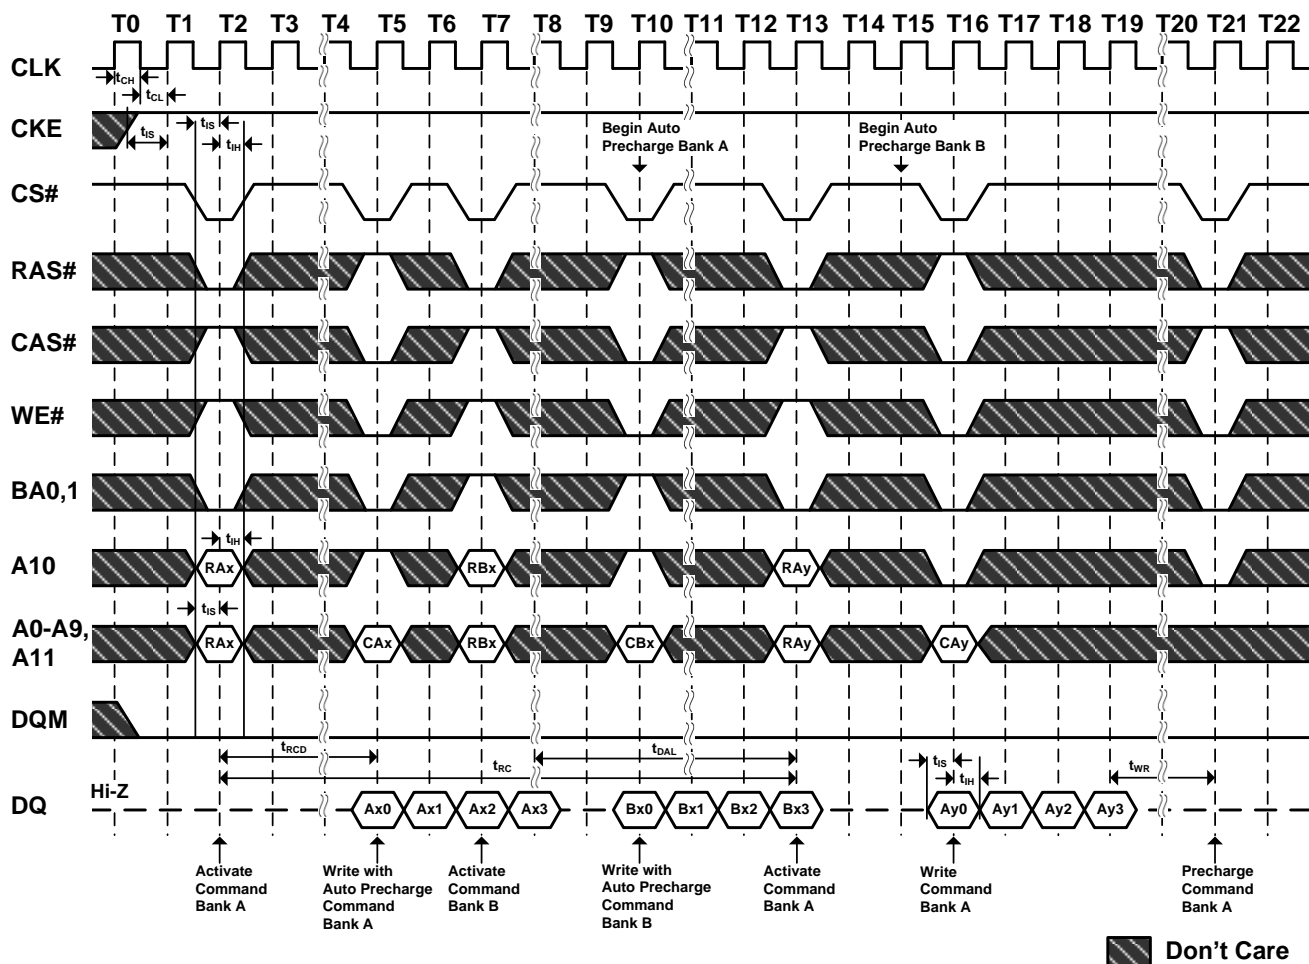 T0 T1 T2 T3 T4 T5 T6 T7 T8 T9 T10 T11 T12 T13 T14 T15 T16 T17 T18 T19 T20 T21 T22
CLK
tCH
tCL
CKE
tIS
tIS
tIH
Begin Auto
Precharge Bank A
Begin Auto
Precharge Bank B
CS#
RAS#
CAS#
WE#
BA0,1
tIH
A10
RAx RBx RAy
tIS
A0-A9,
A11
RAx CAx RBx CBx RAy CAy
DQM
tRCD
tDAL
tRC
tIS
tIH
tWR
Hi-Z
DQ
Ax0 Ax1 Ax2 Ax3 Bx0 Bx1 Bx2 Bx3 Ay0 Ay1 Ay2 Ay3
Activate
Command
Bank A
Write with
Auto Precharge
Command
Bank A
Activate
Command
Bank B
Write with
Auto Precharge
Command
Bank B
Activate
Command
Bank A
Write
Command
Bank A
Precharge
Command
Bank A
Don't Care